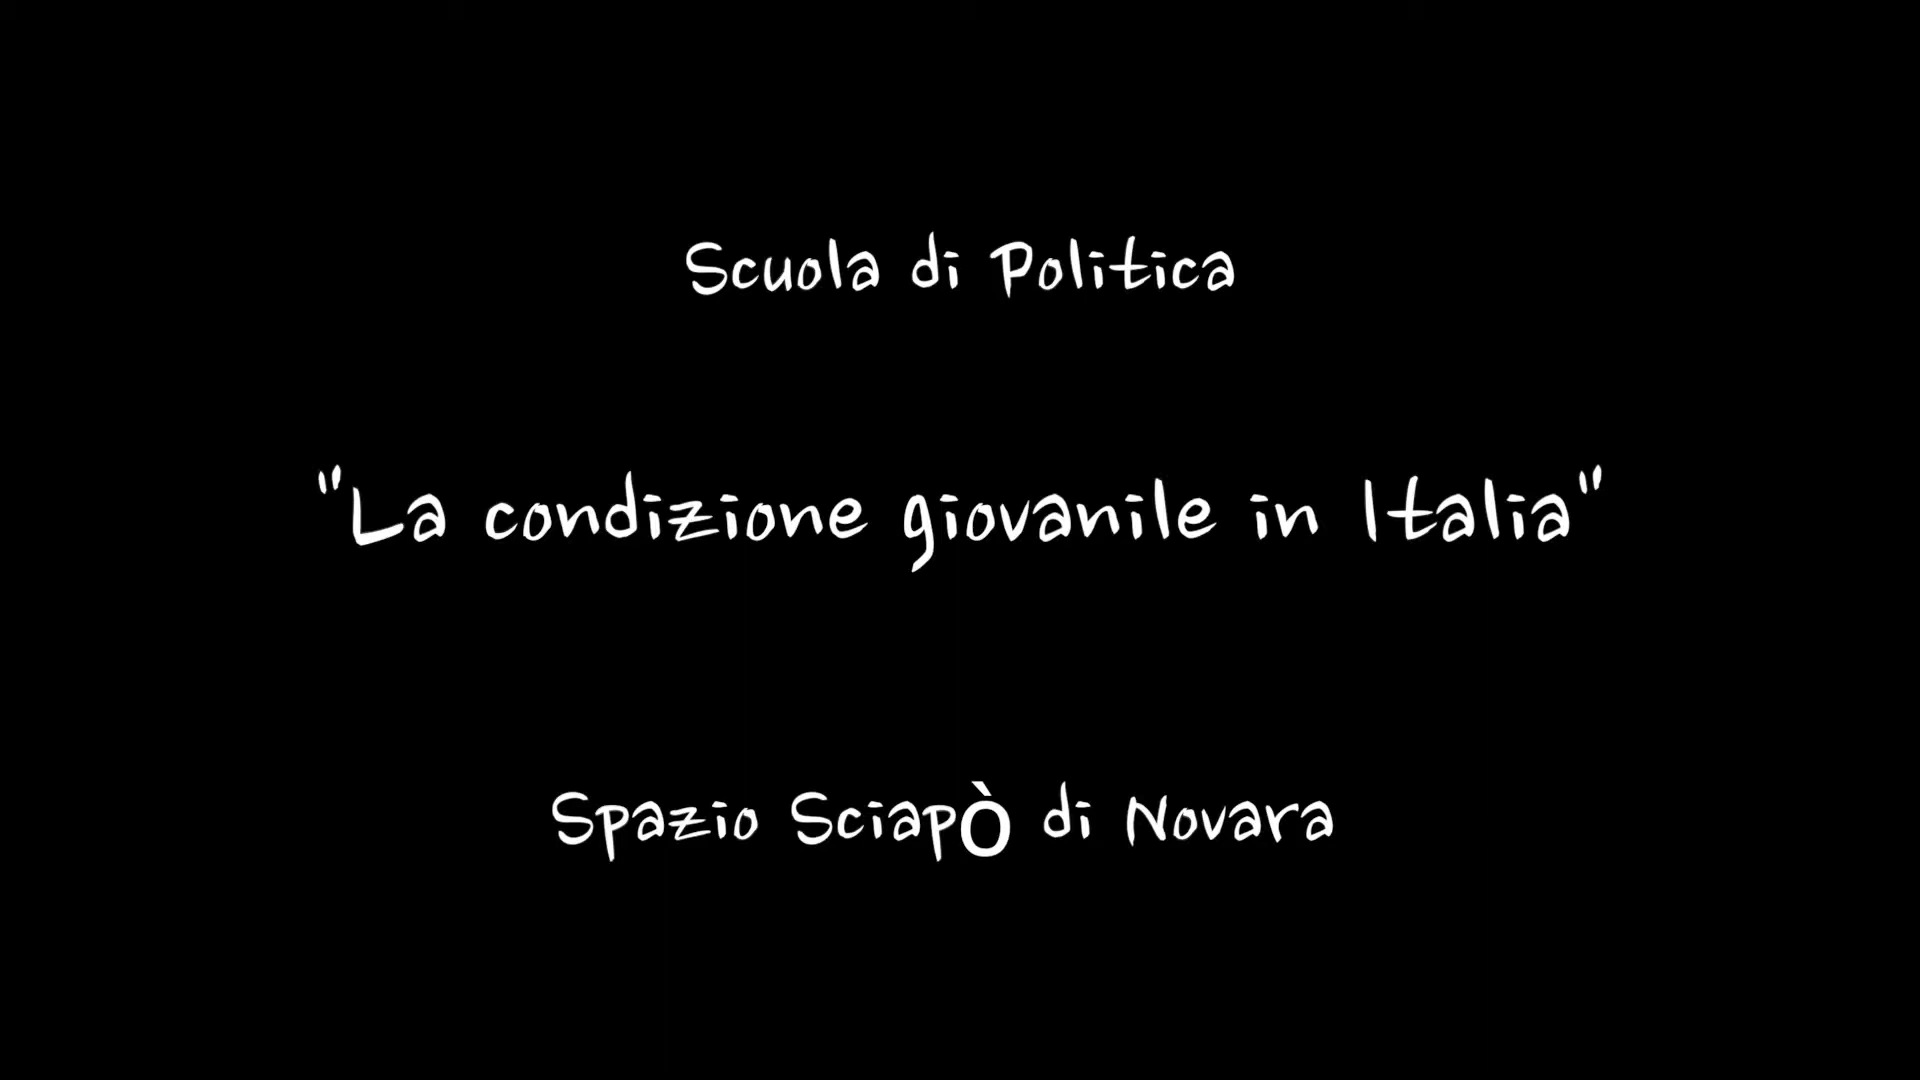 Scuola di Politica
"La condizione giovanile in Italia"
Spazio Sciapò di Novara